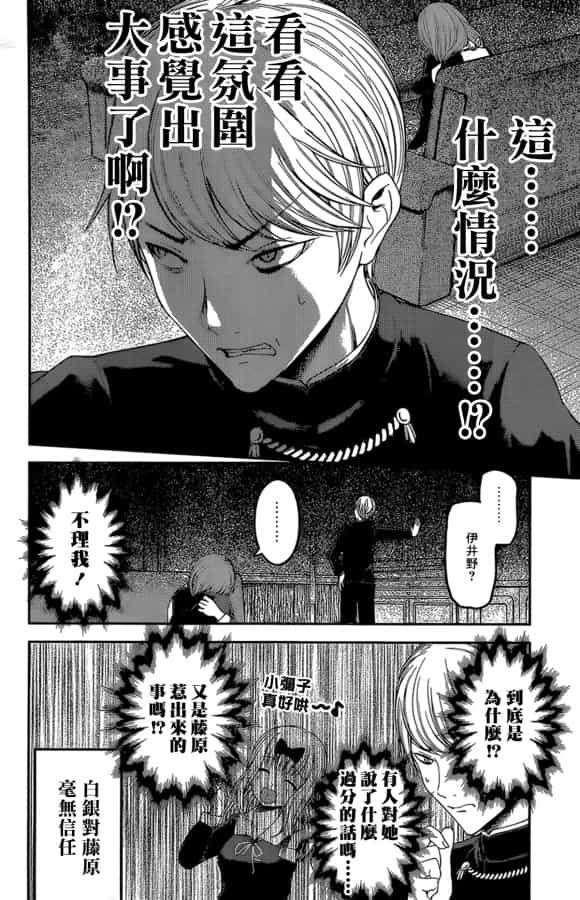 這……
什麼情況……!?
看看
這氛圍
感覺出
大事了啊!?
伊井野?
……
……
不理我!
到底是
為什麼!?
有人對她
說了什麼
過分的話嗎……
小彌子
真好哄～♪
又是藤原
惹出來的
事嗎!?
白銀對藤原
毫無信任